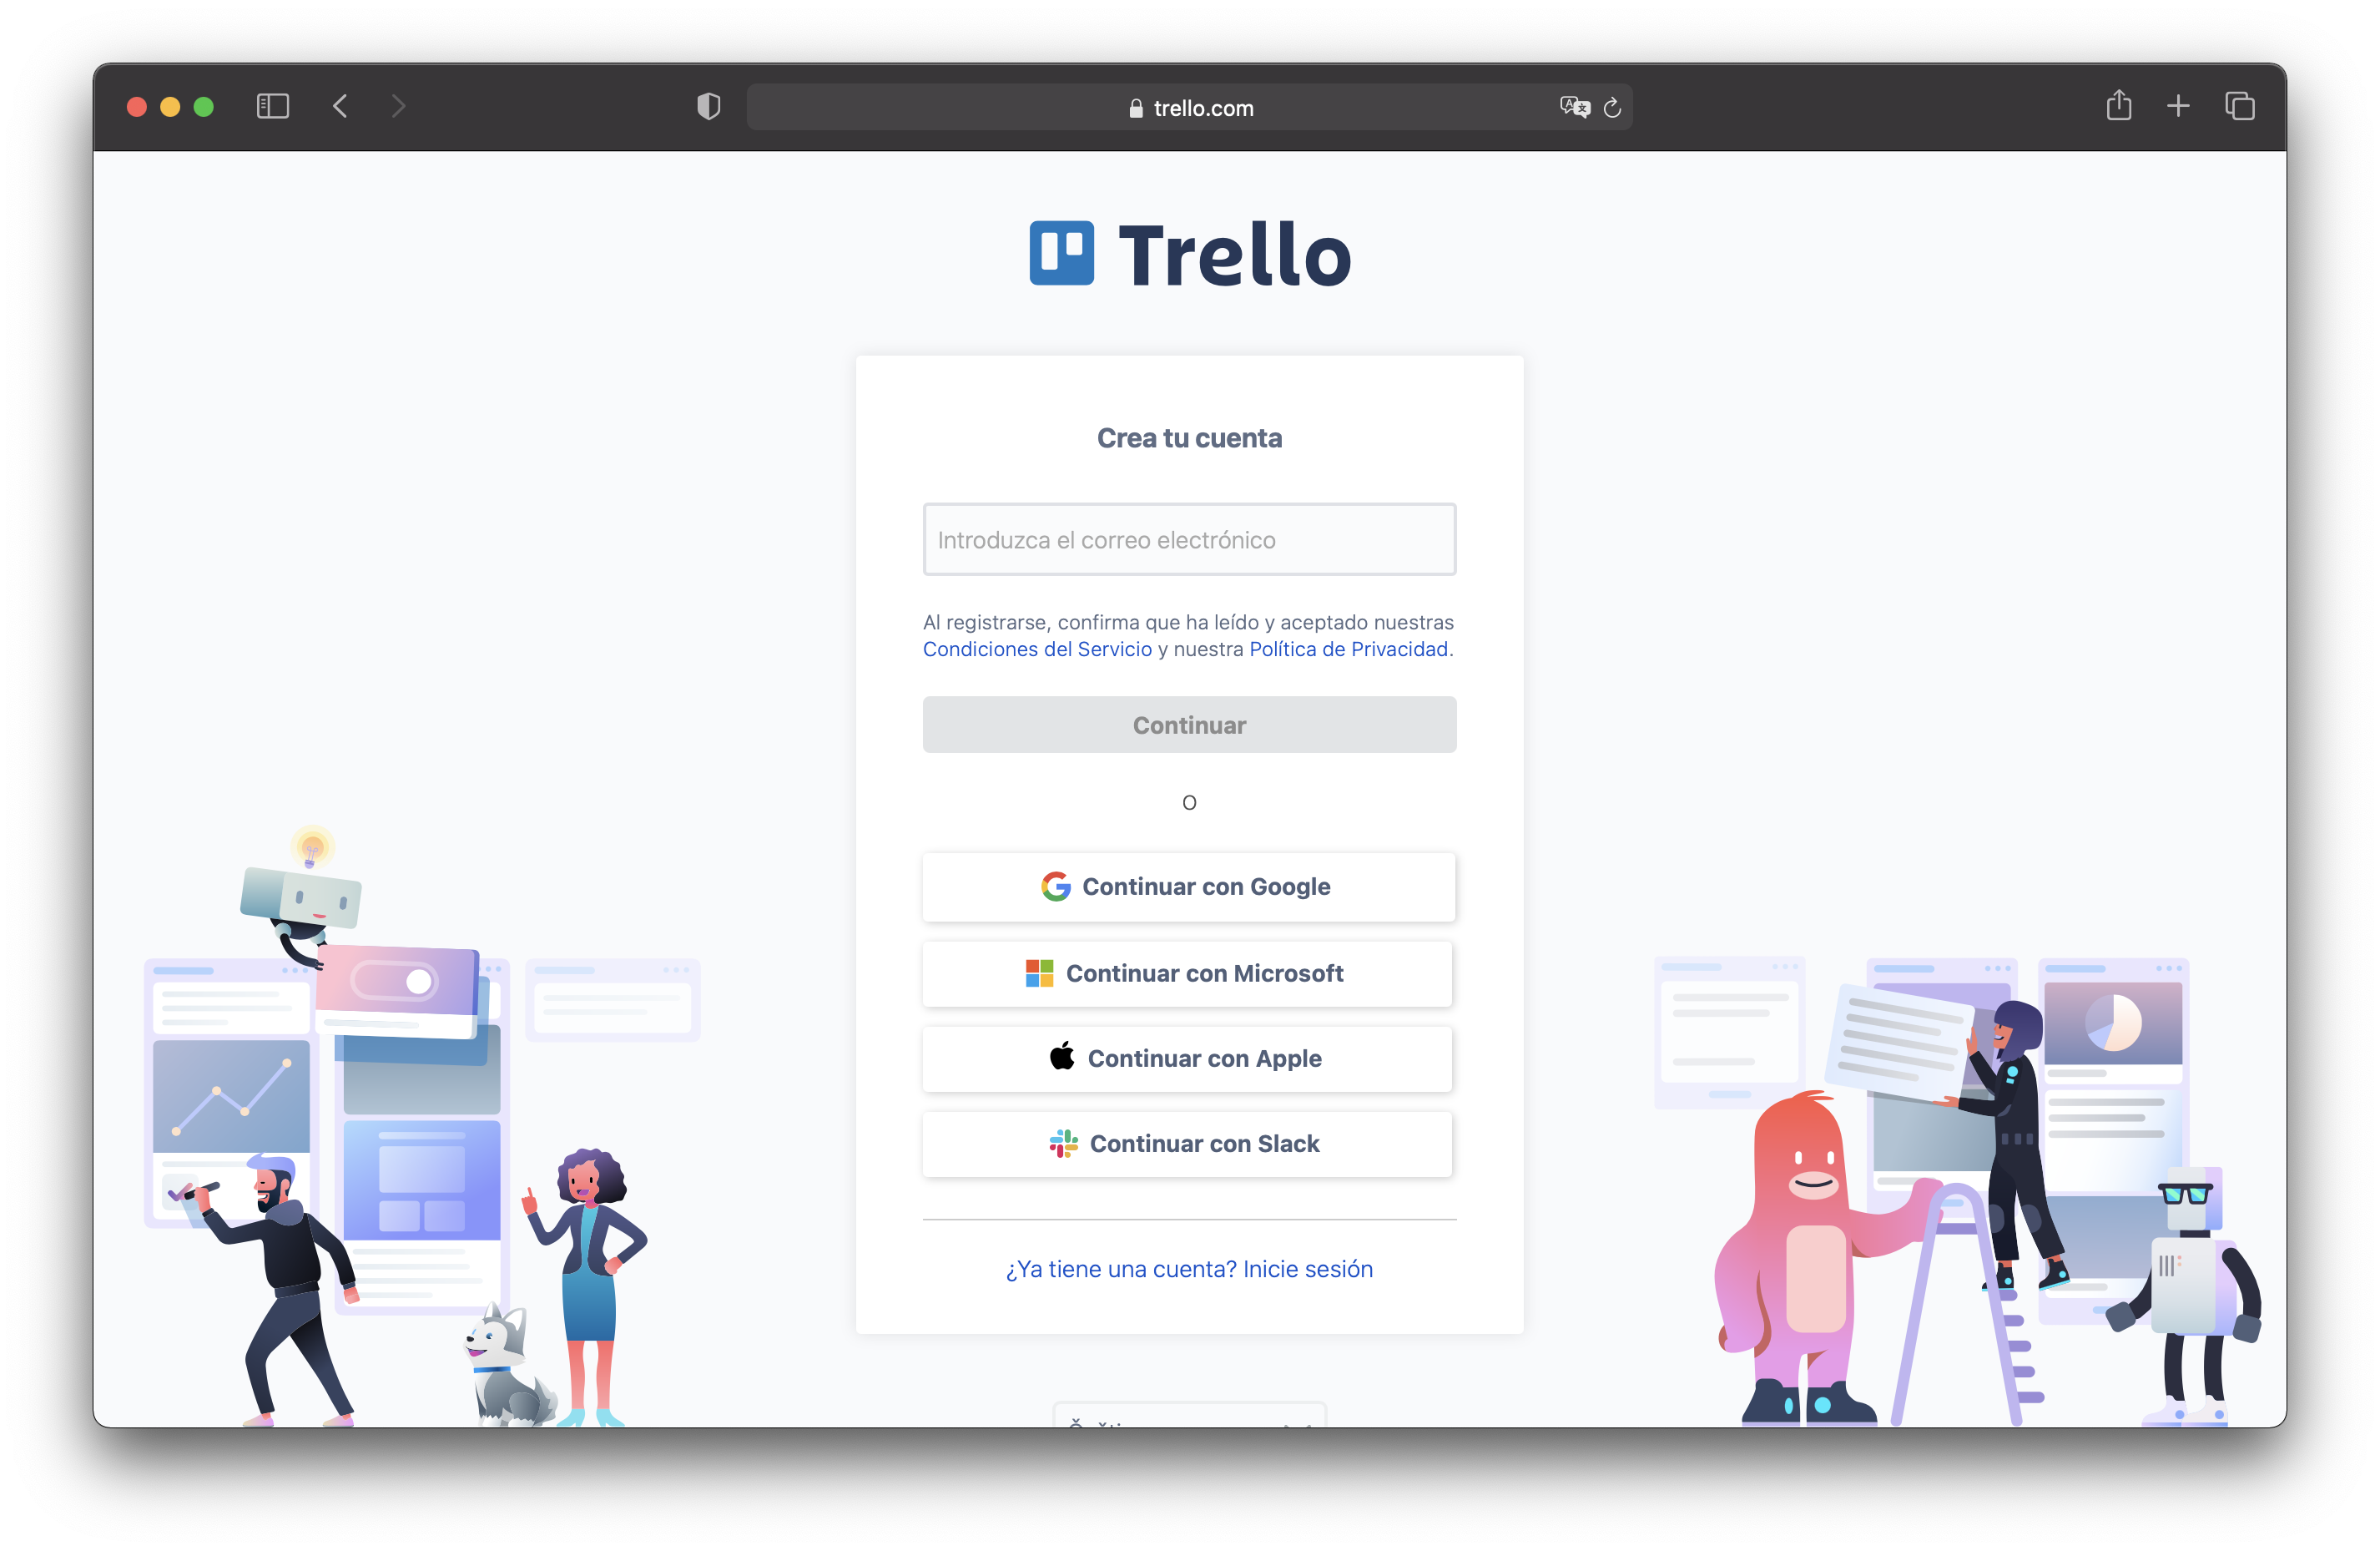 trello.com
Trello
Crea tu cuenta
Introduzca el correo electrónico
Al registrarse, confirma que ha leído y aceptado nuestras
Condiciones del Servicio y nuestra Política de Privacidad.
Continuar
O
Continuar con Google
Continuar con Microsoft
Continuar con Apple
Continuar con Slack
¿Ya tiene una cuenta? Inicie sesión